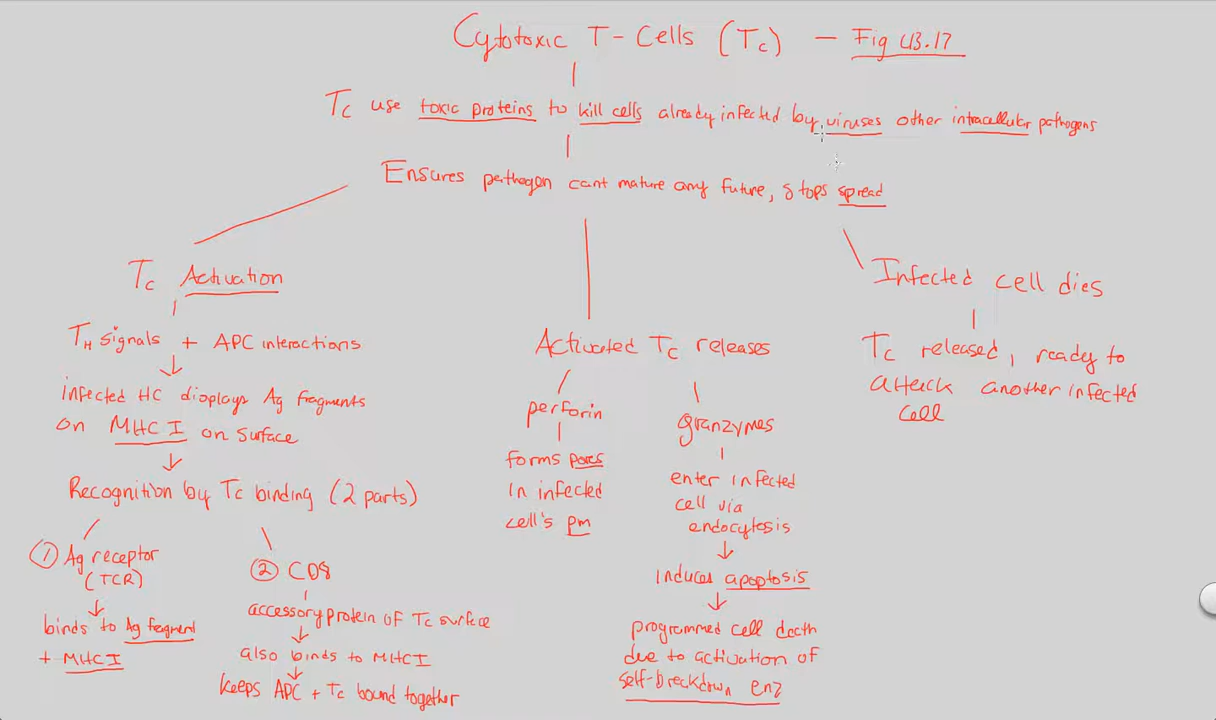 Cytotoxic T-Cells (Tc) — Fig 43.17
Tc use toxic proteins to kill cells already infected by viruses other intracellular pathogens
Ensures pathogen cant mature any future, stops spread
Tc Activation
TH signals + APC interactions
infected HC displays Ag fragments
on MHC I on surface
Recognition by Tc binding (2 parts)
① Ag receptor
(TCR)
binds to Ag fragment
+ MHC I
② CD8
accessory protein of Tc surface
also binds to MHC I
keeps APC + Tc bound together
Activated Tc releases
perforin
forms pores
in infected
cell's pm
granzymes
enter infected
cell via
endocytosis
induces apoptosis
programmed cell death
due to activation of
self-breakdown enz
Infected cell dies
Tc released, ready to
attack another infected
cell